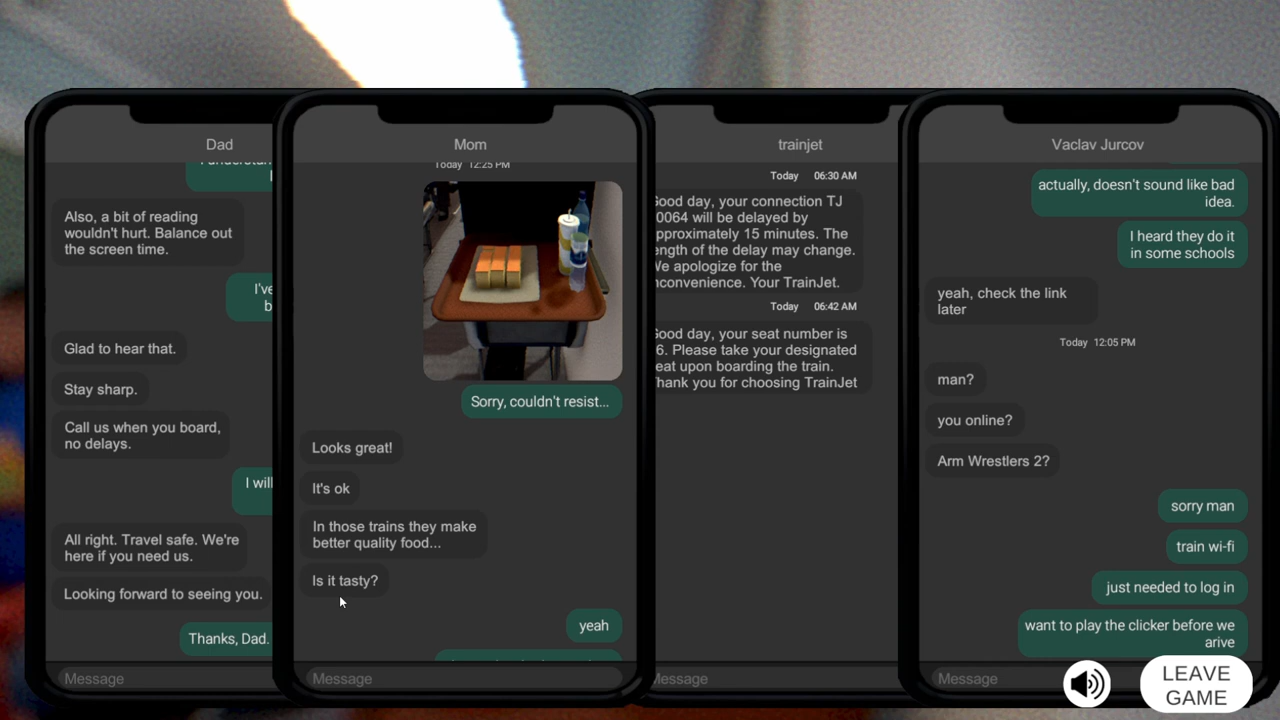 Dad
Also, a bit of reading
wouldn't hurt. Balance out
the screen time.
I've
Glad to hear that.
Stay sharp.
Call us when you board,
no delays.
I will
All right. Travel safe. We're
here if you need us.
Looking forward to seeing you.
Thanks, Dad.
Message
Mom
Today 12:25 PM
Sorry, couldn't resist...
Looks great!
It's ok
In those trains they make
better quality food...
Is it tasty?
yeah
Message
trainjet
Today 06:30 AM
Good day, your connection TJ
0064 will be delayed by
pproximately 15 minutes. The
ength of the delay may change.
We apologize for the
nconvenience. Your TrainJet.
Today 06:42 AM
Good day, your seat number is
6. Please take your designated
eat upon boarding the train.
Thank you for choosing TrainJet
Message
Vaclav Jurcov
actually, doesn't sound like bad
idea.
I heard they do it
in some schools
yeah, check the link
later
Today 12:05 PM
man?
you online?
Arm Wrestlers 2?
sorry man
train wi-fi
just needed to log in
want to play the clicker before we
arive
Message
LEAVE
GAME